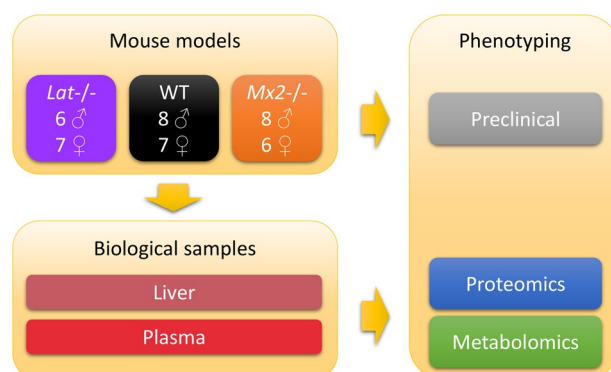 Mouse models
Lat-/-
6 ♂
7 ♀
WT
8 ♂
7 ♀
Mx2-/-
8 ♂
6 ♀
Biological samples
Liver
Plasma
Phenotyping
Preclinical
Proteomics
Metabolomics